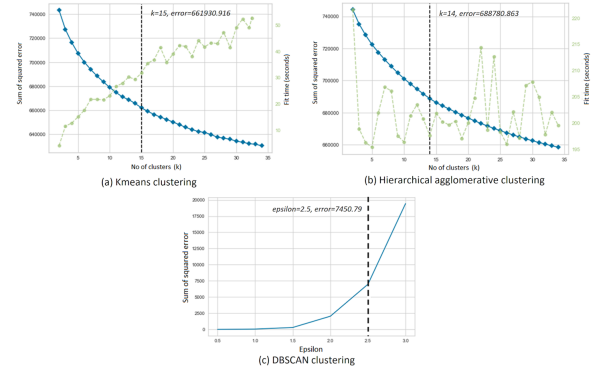 k=15, error=661930.916
740000
720000
700000
680000
660000
640000
50
40
30
20
10
Sum of squared error
Fit time (seconds)
5 10 15 20 25 30 35
No of clusters (k)
(a) Kmeans clustering
k=14, error=688780.863
740000
720000
700000
680000
660000
Sum of squared error
Fit time (seconds)
5 10 15 20 25 30 35
No of clusters (k)
(b) Hierarchical agglomerative clustering
epsilon=2.5, error=7450.79
20000
17500
15000
12500
10000
7500
5000
2500
0
Sum of squared error
0.5 1.0 1.5 2.0 2.5 3.0
Epsilon
(c) DBSCAN clustering